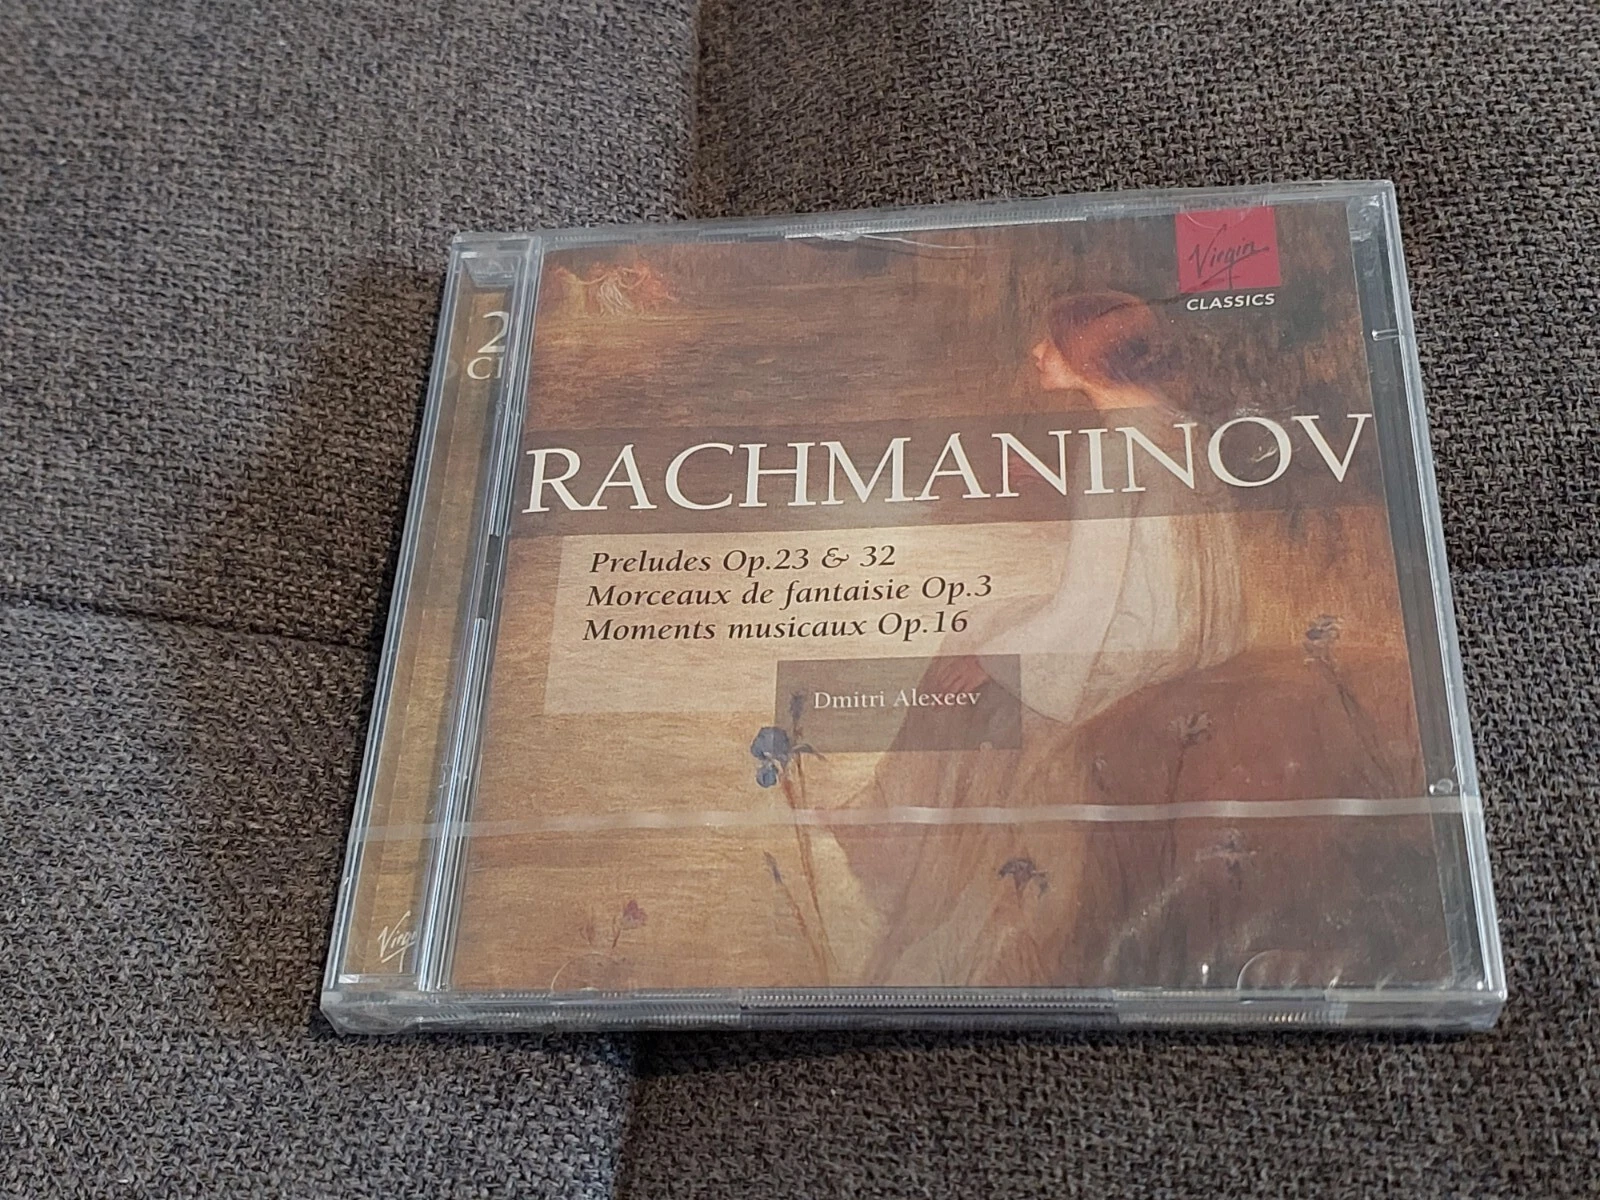 2
Virgin
CLASSICS
RACHMANINOV
Preludes Op.23 & 32
Morceaux de fantaisie Op.3
Moments musicaux Op.16
Dmitri Alexeev